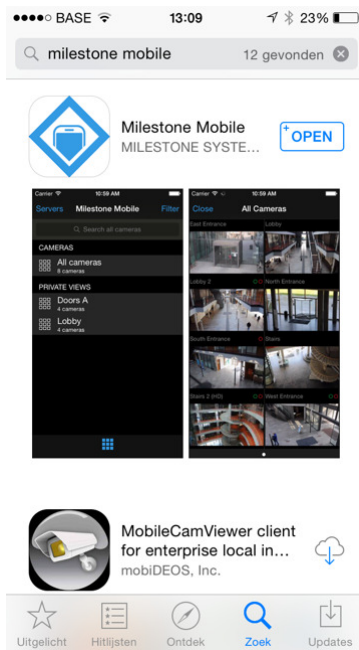 BASE 13:09 23%
milestone mobile 12 gevonden
Milestone Mobile
MILESTONE SYSTE...
+OPEN
Carrier 10:59 AM
Servers Milestone Mobile Filter
Search all cameras
CAMERAS
All cameras
8 cameras
PRIVATE VIEWS
Doors A
4 cameras
Lobby
4 cameras
Carrier 10:59 AM
Close All Cameras
East Entrance Lobby
Lobby 2 North Entrance
South Entrance Stairs
Stairs 2 (HD) West Entrance
MobileCamViewer client
for enterprise local in...
mobiDEOS, Inc.
Uitgelicht Hitlijsten Ontdek Zoek Updates